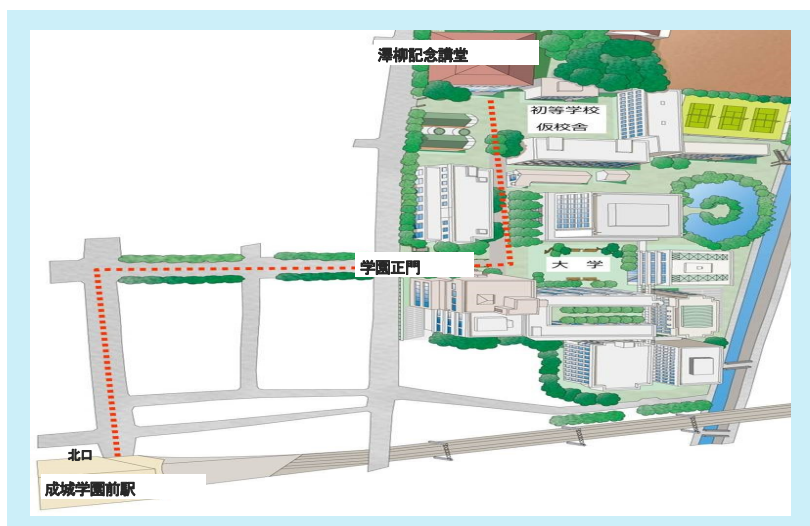 澤柳記念講堂
初等学校
仮校舎
学園正門
大　学
北口
成城学園前駅